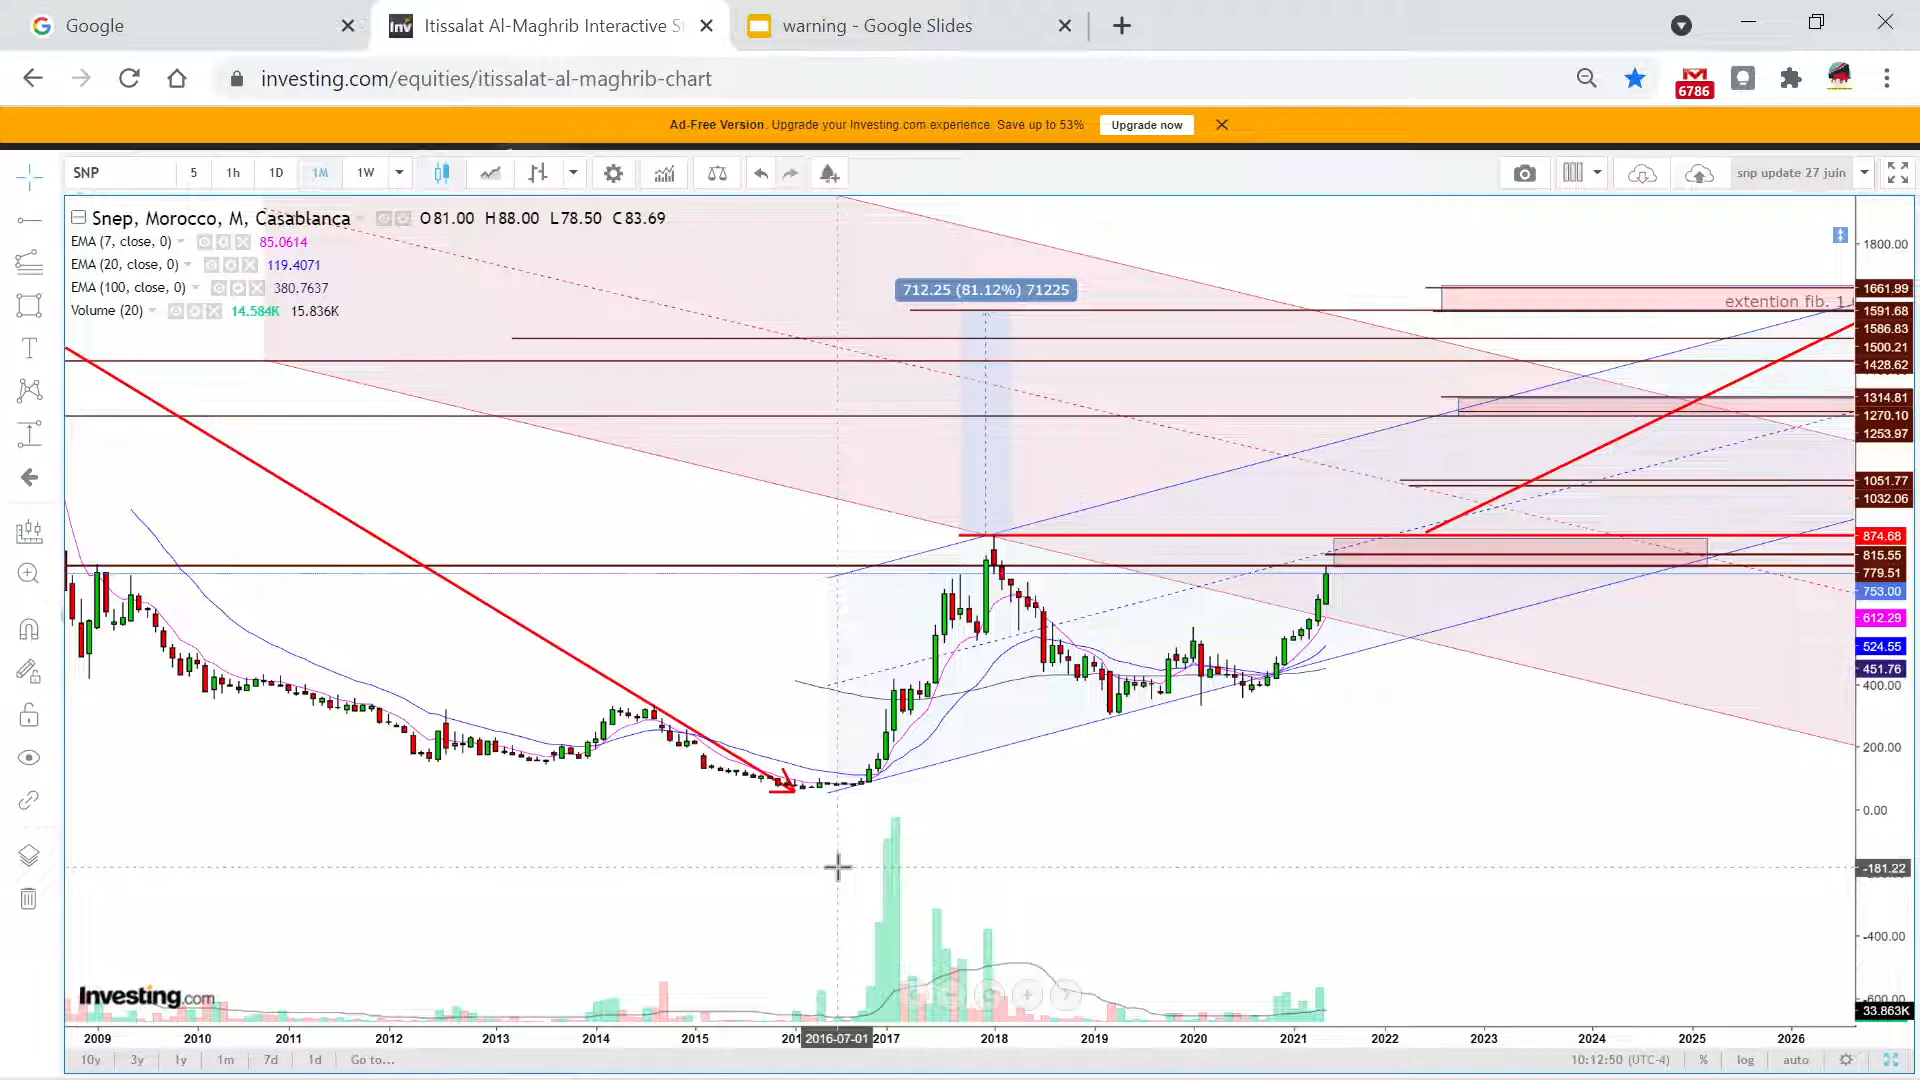 Google
Itissalat Al-Maghrib Interactive S
warning - Google Slides
investing.com/equities/itissalat-al-maghrib-chart
6786
Ad-Free Version. Upgrade your Investing.com experience. Save up to 53%
Upgrade now
SNP
5
1h
1D
1M
1W
snp update 27 juin
Snep, Morocco, M, Casablanca
O81.00 H88.00 L78.50 C83.69
EMA (7, close, 0)
85.0614
EMA (20, close, 0)
119.4071
EMA (100, close, 0)
380.7637
Volume (20)
14.584K
15.836K
712.25 (81.12%) 71225
extention fib. 1.
1800.00
1661.99
1591.68
1586.83
1500.21
1428.62
1314.81
1270.10
1253.97
1051.77
1032.06
874.68
815.55
779.51
753.00
612.29
524.55
451.76
400.00
200.00
0.00
-181.22
-400.00
33.863K
Investing.com
2009
2010
2011
2012
2013
2014
2015
2016-07-01
2017
2018
2019
2020
2021
2022
2023
2024
2025
2026
10y
3y
1y
1m
7d
1d
Go to...
10:12:50 (UTC-4)
%
log
auto